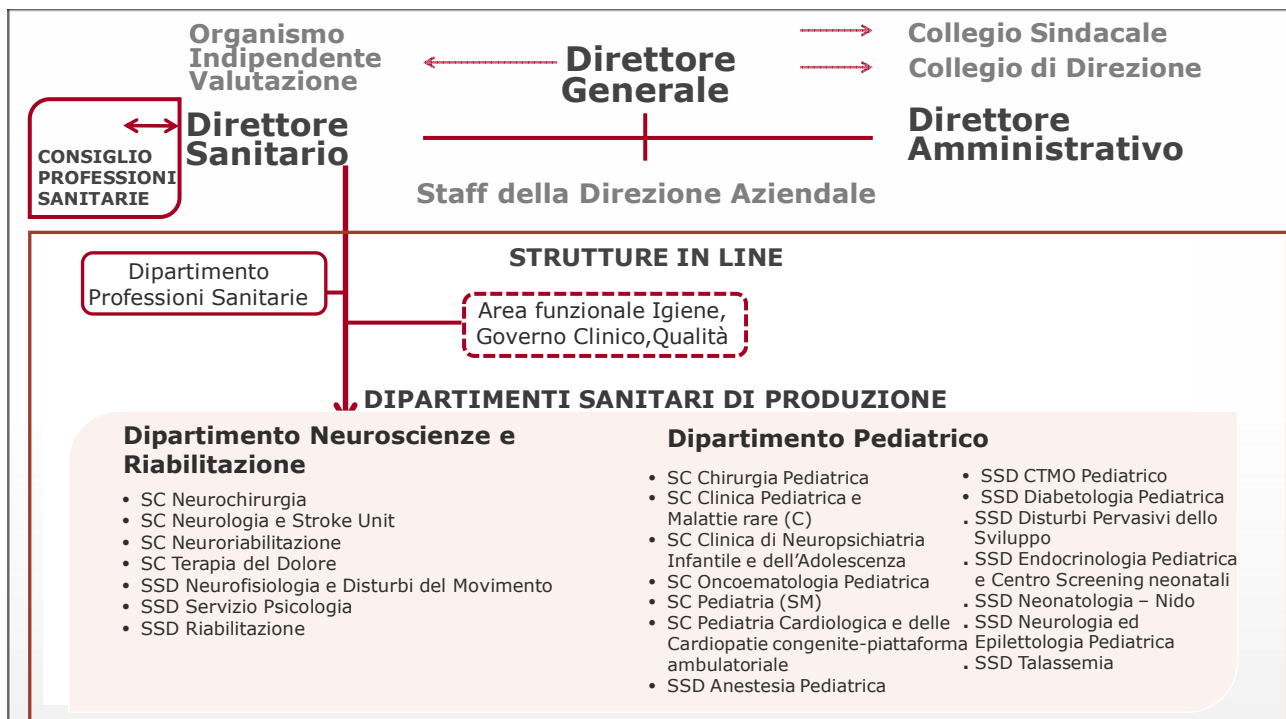 Organismo
Indipendente
Valutazione
Direttore
Generale
Collegio Sindacale
Collegio di Direzione
CONSIGLIO
PROFESSIONI
SANITARIE
Direttore
Sanitario
Direttore
Amministrativo
Staff della Direzione Aziendale
STRUTTURE IN LINE
Dipartimento
Professioni Sanitarie
Area funzionale Igiene,
Governo Clinico,Qualità
DIPARTIMENTI SANITARI DI PRODUZIONE
Dipartimento Neuroscienze e
Riabilitazione
• SC Neurochirurgia
• SC Neurologia e Stroke Unit
• SC Neuroriabilitazione
• SC Terapia del Dolore
• SSD Neurofisiologia e Disturbi del Movimento
• SSD Servizio Psicologia
• SSD Riabilitazione
Dipartimento Pediatrico
• SC Chirurgia Pediatrica
• SC Clinica Pediatrica e
Malattie rare (C)
• SC Clinica di Neuropsichiatria
Infantile e dell’Adolescenza
• SC Oncoematologia Pediatrica
• SC Pediatria (SM)
• SC Pediatria Cardiologica e delle
Cardiopatie congenite-piattaforma
ambulatoriale
• SSD Anestesia Pediatrica
• SSD CTMO Pediatrico
• SSD Diabetologia Pediatrica
. SSD Disturbi Pervasivi dello
Sviluppo
. SSD Endocrinologia Pediatrica
e Centro Screening neonatali
. SSD Neonatologia – Nido
. SSD Neurologia ed
Epilettologia Pediatrica
. SSD Talassemia